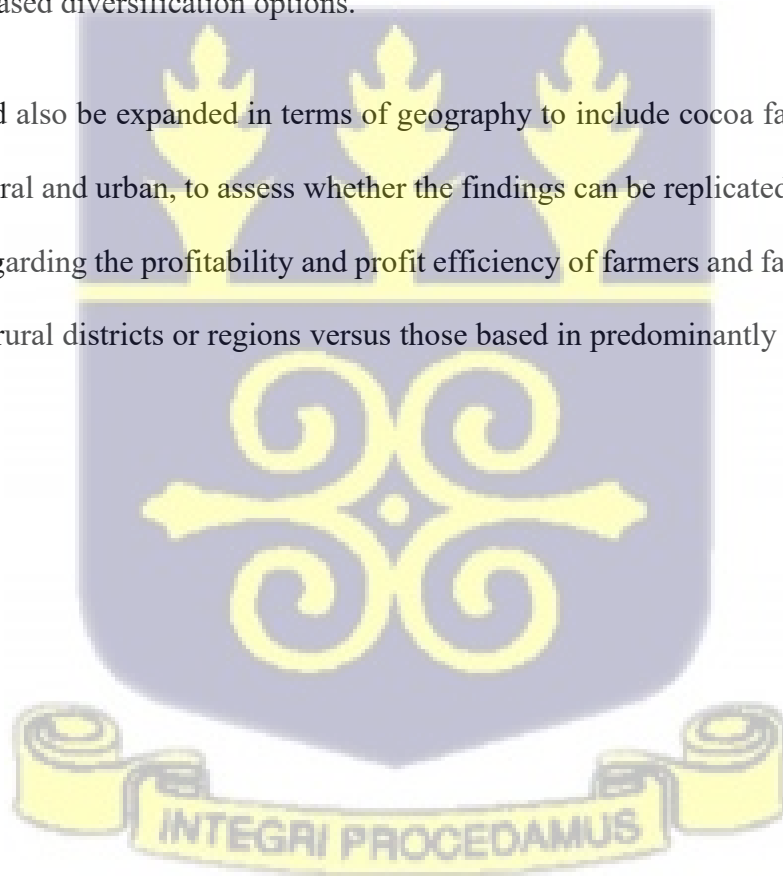 ased diversification options.
d also be expanded in terms of geography to include cocoa fa
ral and urban, to assess whether the findings can be replicated
garding the profitability and profit efficiency of farmers and fa
rural districts or regions versus those based in predominantly
INTEGRI PROCEDAMUS